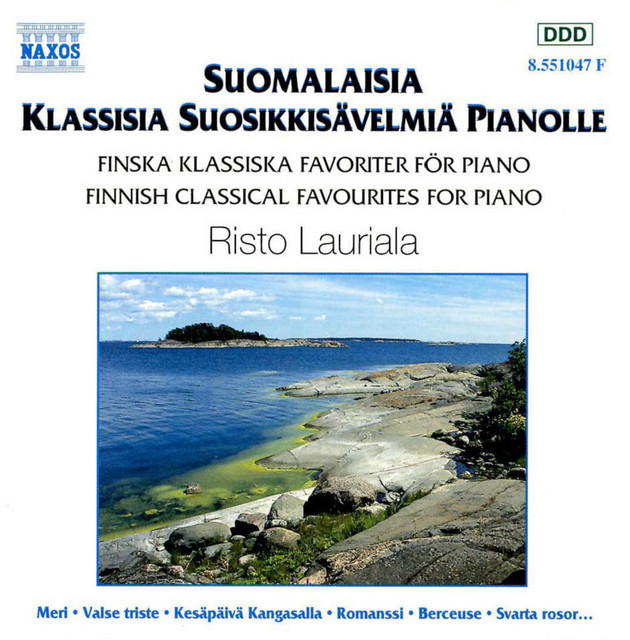 NAXOS
DDD
8.551047 F
SUOMALAISIA
KLASSISIA SUOSIKKISÄVELMIÄ PIANOLLE
FINSKA KLASSISKA FAVORITER FÖR PIANO
FINNISH CLASSICAL FAVOURITES FOR PIANO
Risto Lauriala
Meri • Valse triste • Kesäpäivä Kangasalla • Romanssi • Berceuse • Svarta rosor...